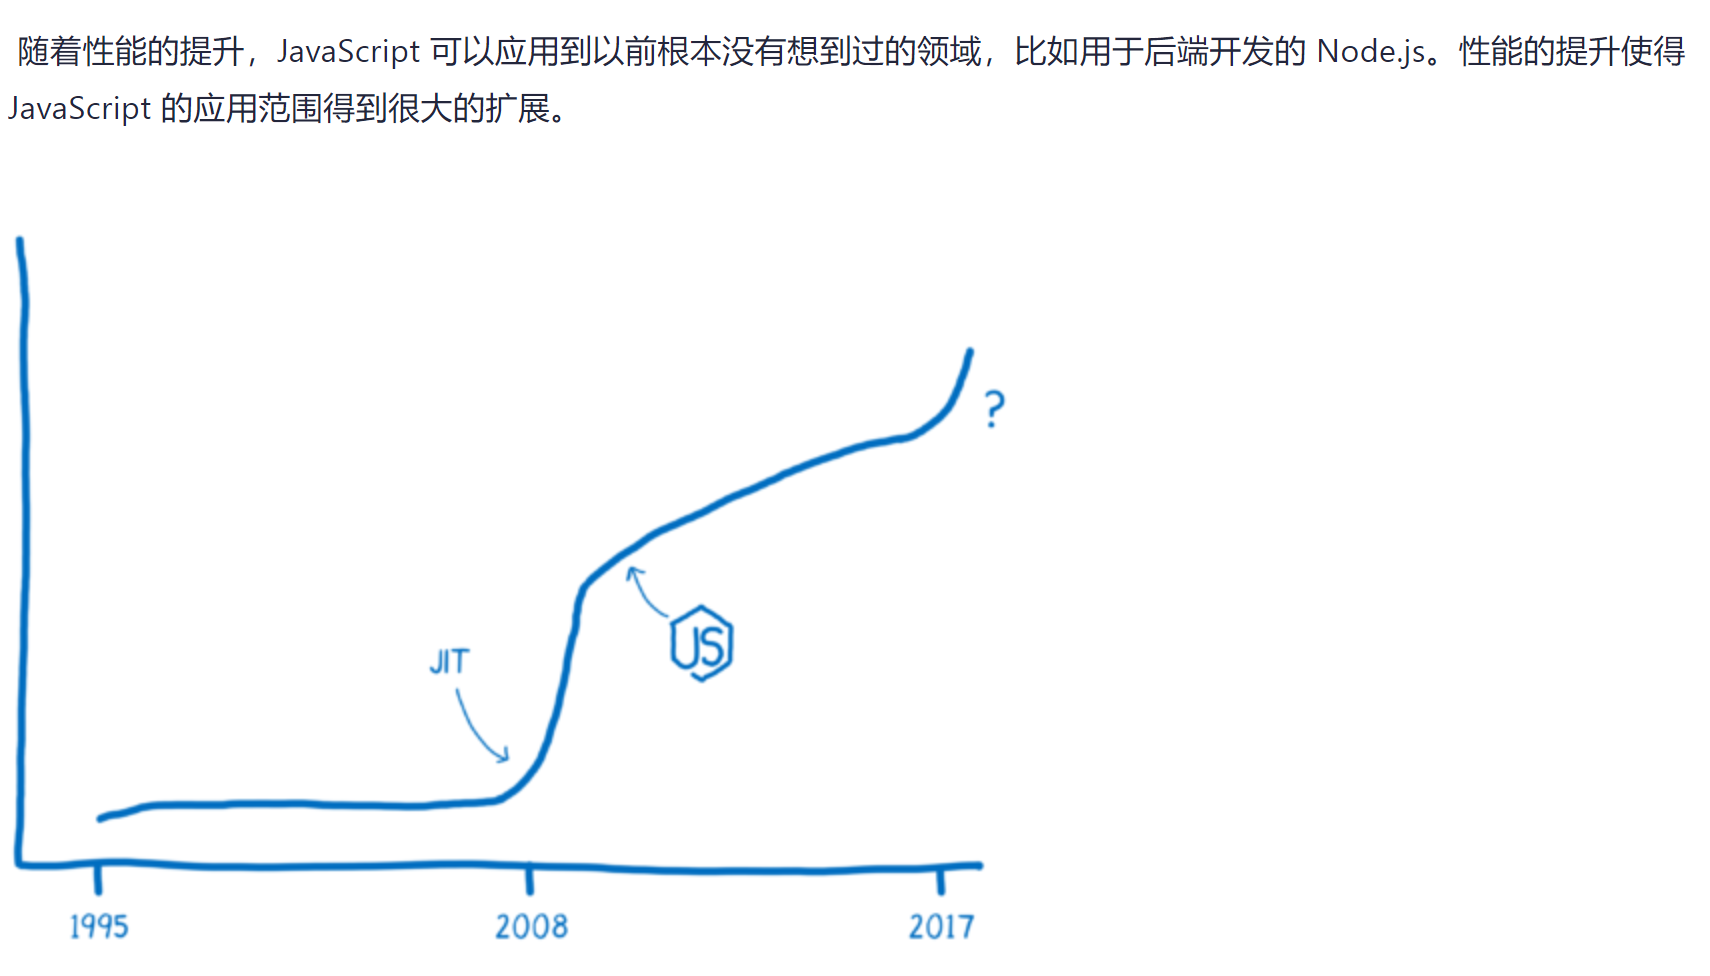 随着性能的提升，JavaScript 可以应用到以前根本没有想到过的领域，比如用于后端开发的 Node.js。性能的提升使得
JavaScript 的应用范围得到很大的扩展。
?
JIT
JS
1995
2008
2017